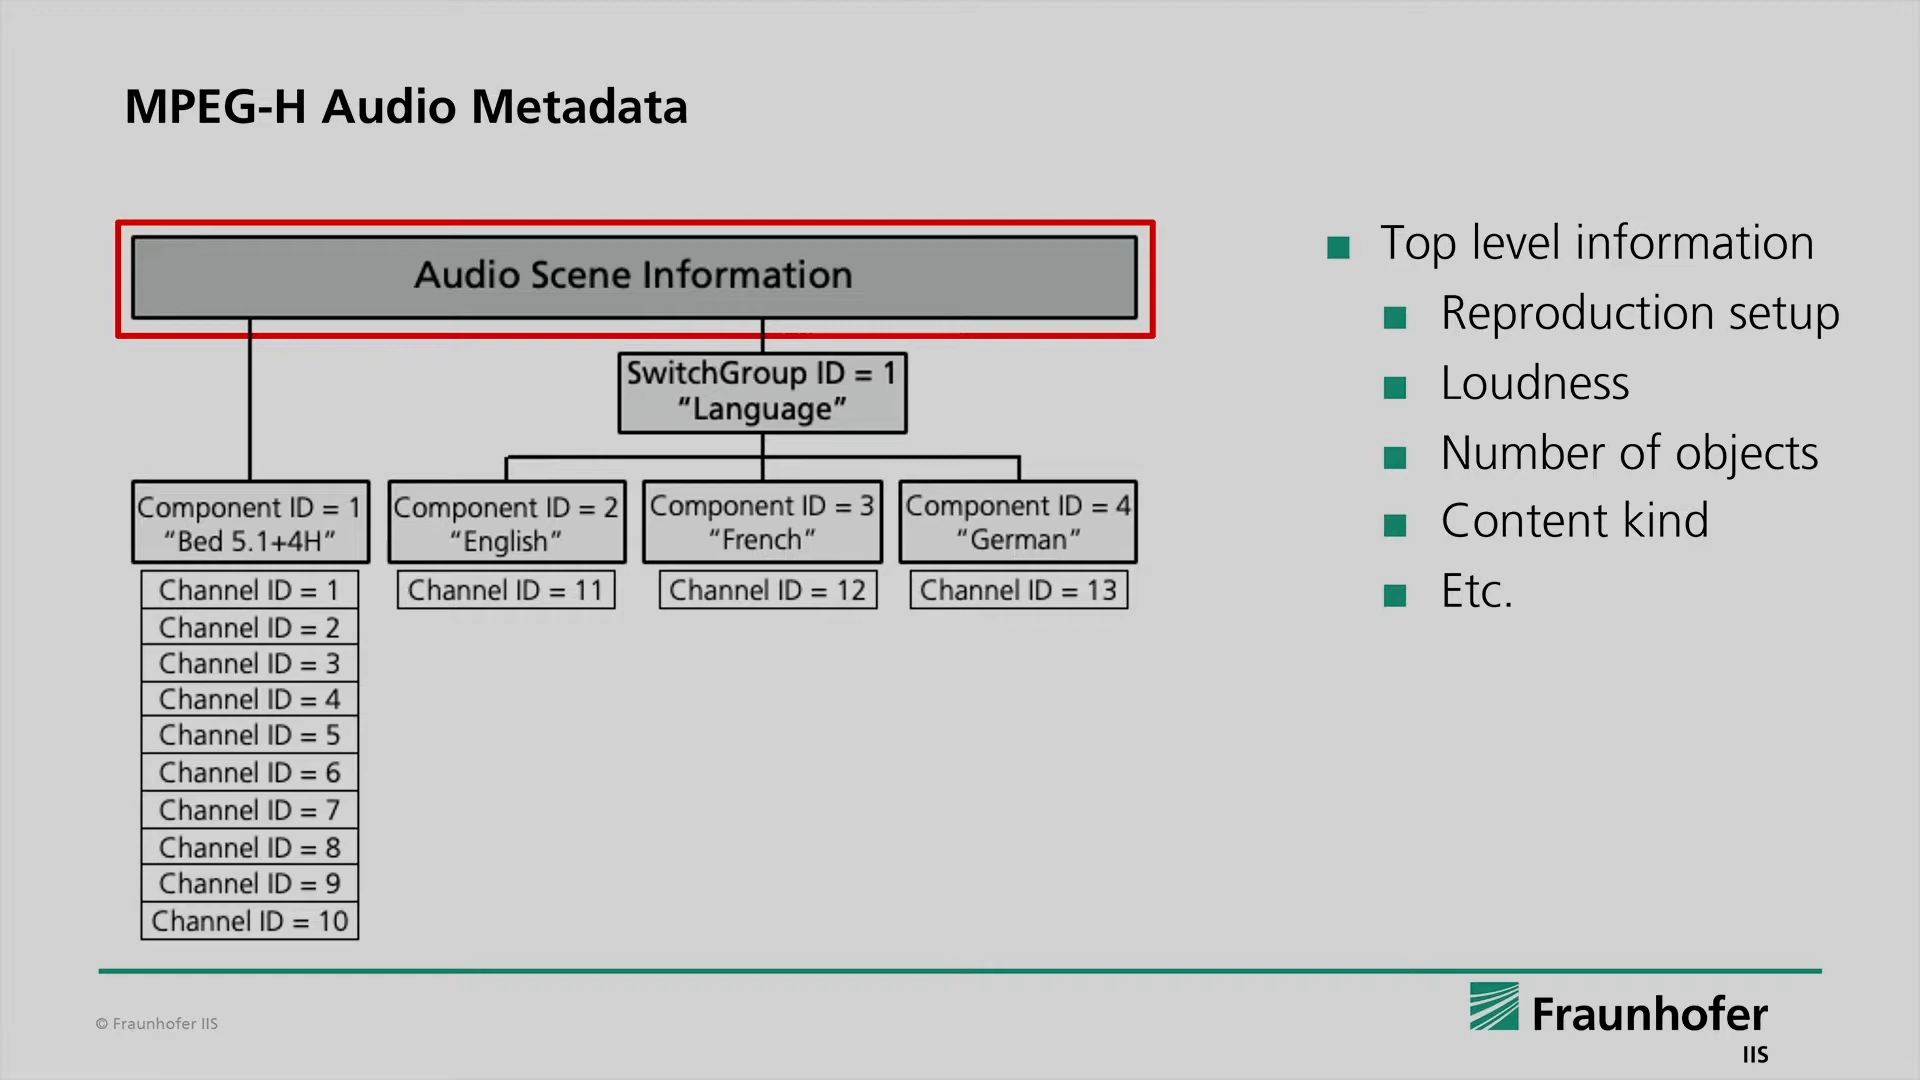 MPEG-H Audio Metadata
Audio Scene Information
SwitchGroup ID = 1
“Language”
Component ID = 1
“Bed 5.1+4H”
Channel ID = 1
Channel ID = 2
Channel ID = 3
Channel ID = 4
Channel ID = 5
Channel ID = 6
Channel ID = 7
Channel ID = 8
Channel ID = 9
Channel ID = 10
Component ID = 2
“English”
Channel ID = 11
Component ID = 3
“French”
Channel ID = 12
Component ID = 4
“German”
Channel ID = 13
Top level information
Reproduction setup
Loudness
Number of objects
Content kind
Etc.
© Fraunhofer IIS
Fraunhofer
IIS